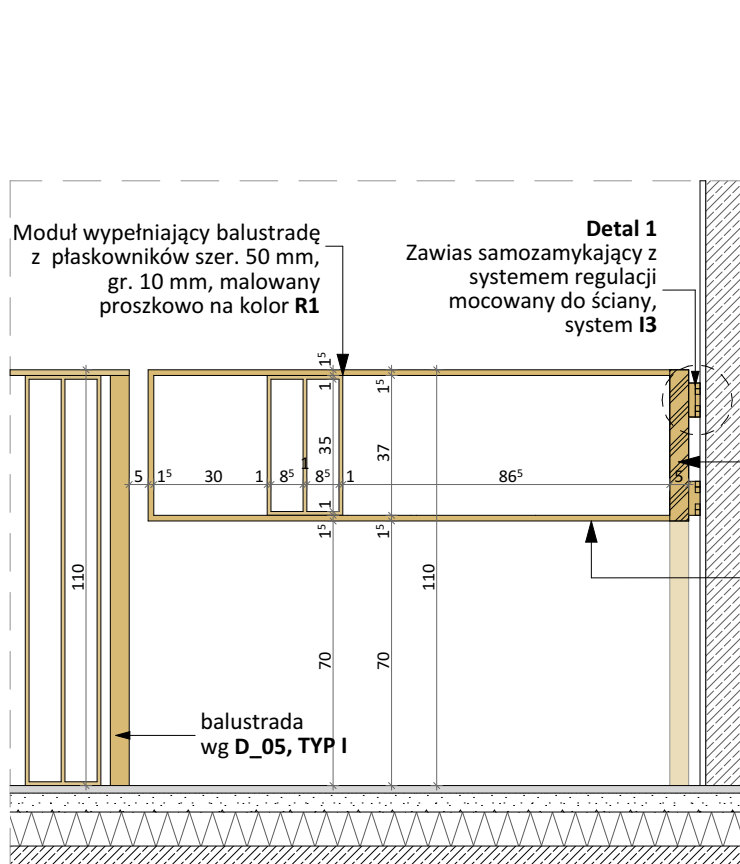 Moduł wypełniający balustradę
z płaskowników szer. 50 mm,
gr. 10 mm, malowany
proszkowo na kolor R1
Detal 1
Zawias samozamykający z
systemem regulacji
mocowany do ściany,
system I3
1⁵
1
1⁵
35
37
1
5
1⁵
30
1
8⁵
8⁵
1
86⁵
5
1
1⁵
1⁵
110
110
70
70
balustrada
wg D_05, TYP I